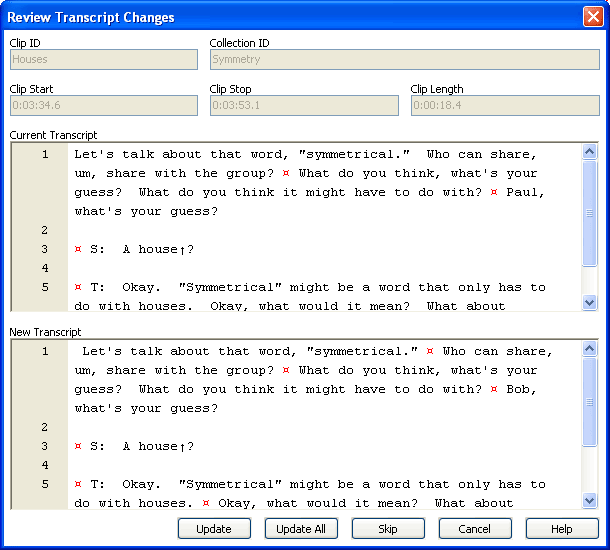 Review Transcript Changes
Clip ID
Collection ID
Houses
Symmetry
Clip Start
Clip Stop
Clip Length
0:03:34.6
0:03:53.1
0:00:18.4
Current Transcript
1 Let's talk about that word, "symmetrical."  Who can share,
um, share with the group? ¤ What do you think, what's your
guess?  What do you think it might have to do with? ¤ Paul,
what's your guess?
2
3 ¤ S:  A house↑?
4
5 ¤ T:  Okay.  "Symmetrical" might be a word that only has to
do with houses.  Okay, what would it mean?  What about
New Transcript
1 Let's talk about that word, "symmetrical." ¤ Who can share,
um, share with the group? ¤ What do you think, what's your
guess?  What do you think it might have to do with? ¤ Bob,
what's your guess?
2
3 ¤ S:  A house↑?
4
5 ¤ T:  Okay.  "Symmetrical" might be a word that only has to
do with houses. ¤ Okay, what would it mean?  What about
Update
Update All
Skip
Cancel
Help